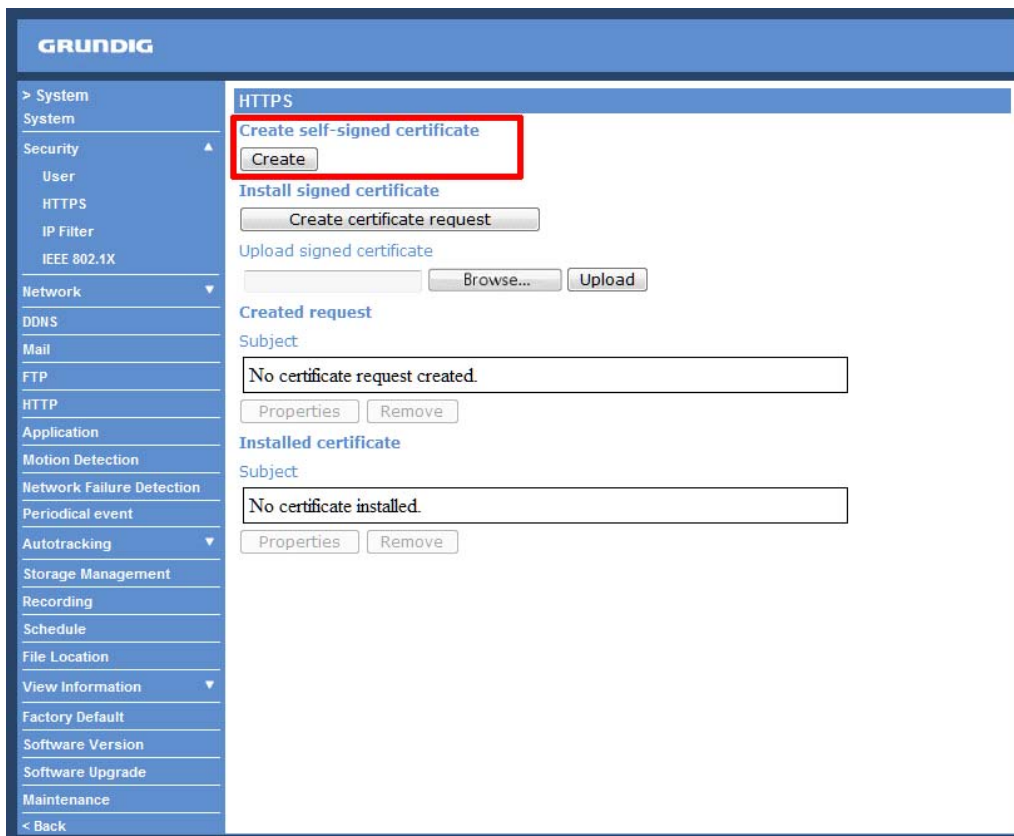 GRUNDIG
> System
System
Security
User
HTTPS
IP Filter
IEEE 802.1X
Network
DDNS
Mail
FTP
HTTP
Application
Motion Detection
Network Failure Detection
Periodical event
Autotracking
Storage Management
Recording
Schedule
File Location
View Information
Factory Default
Software Version
Software Upgrade
Maintenance
< Back
HTTPS
Create self-signed certificate
Create
Install signed certificate
Create certificate request
Upload signed certificate
Browse... Upload
Created request
Subject
No certificate request created.
Properties Remove
Installed certificate
Subject
No certificate installed.
Properties Remove